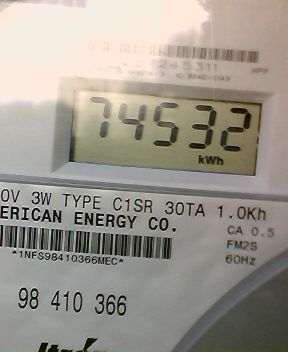 74532
kWh
0V 3W TYPE C1SR 30TA 1.0Kh
ERICAN ENERGY CO.
CA 0.5
FM2S
*1NFS98410366MEC*
60Hz
98 410 366
Itron